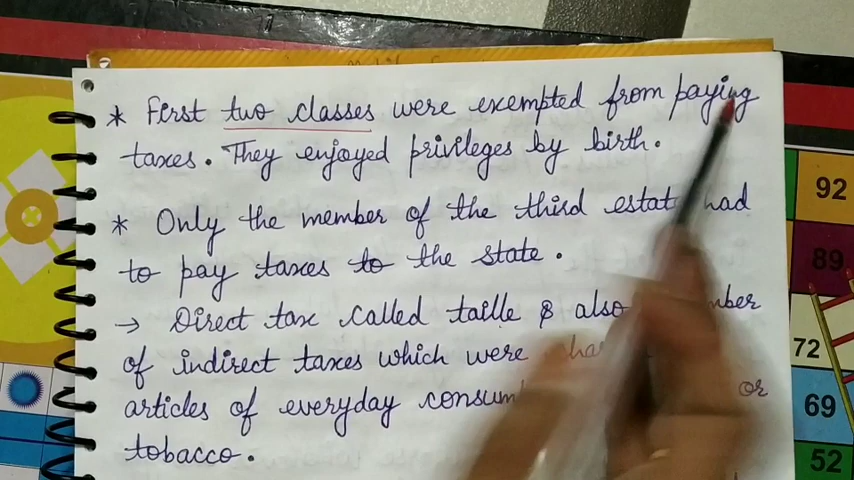 * First two classes were exempted from paying
taxes. They enjoyed privileges by birth.
* Only the member of the third estate had
to pay taxes to the state.
→ Direct tax called taille & also
of indirect taxes which were
articles of everyday or
tobacco.
92
89
72
69
52